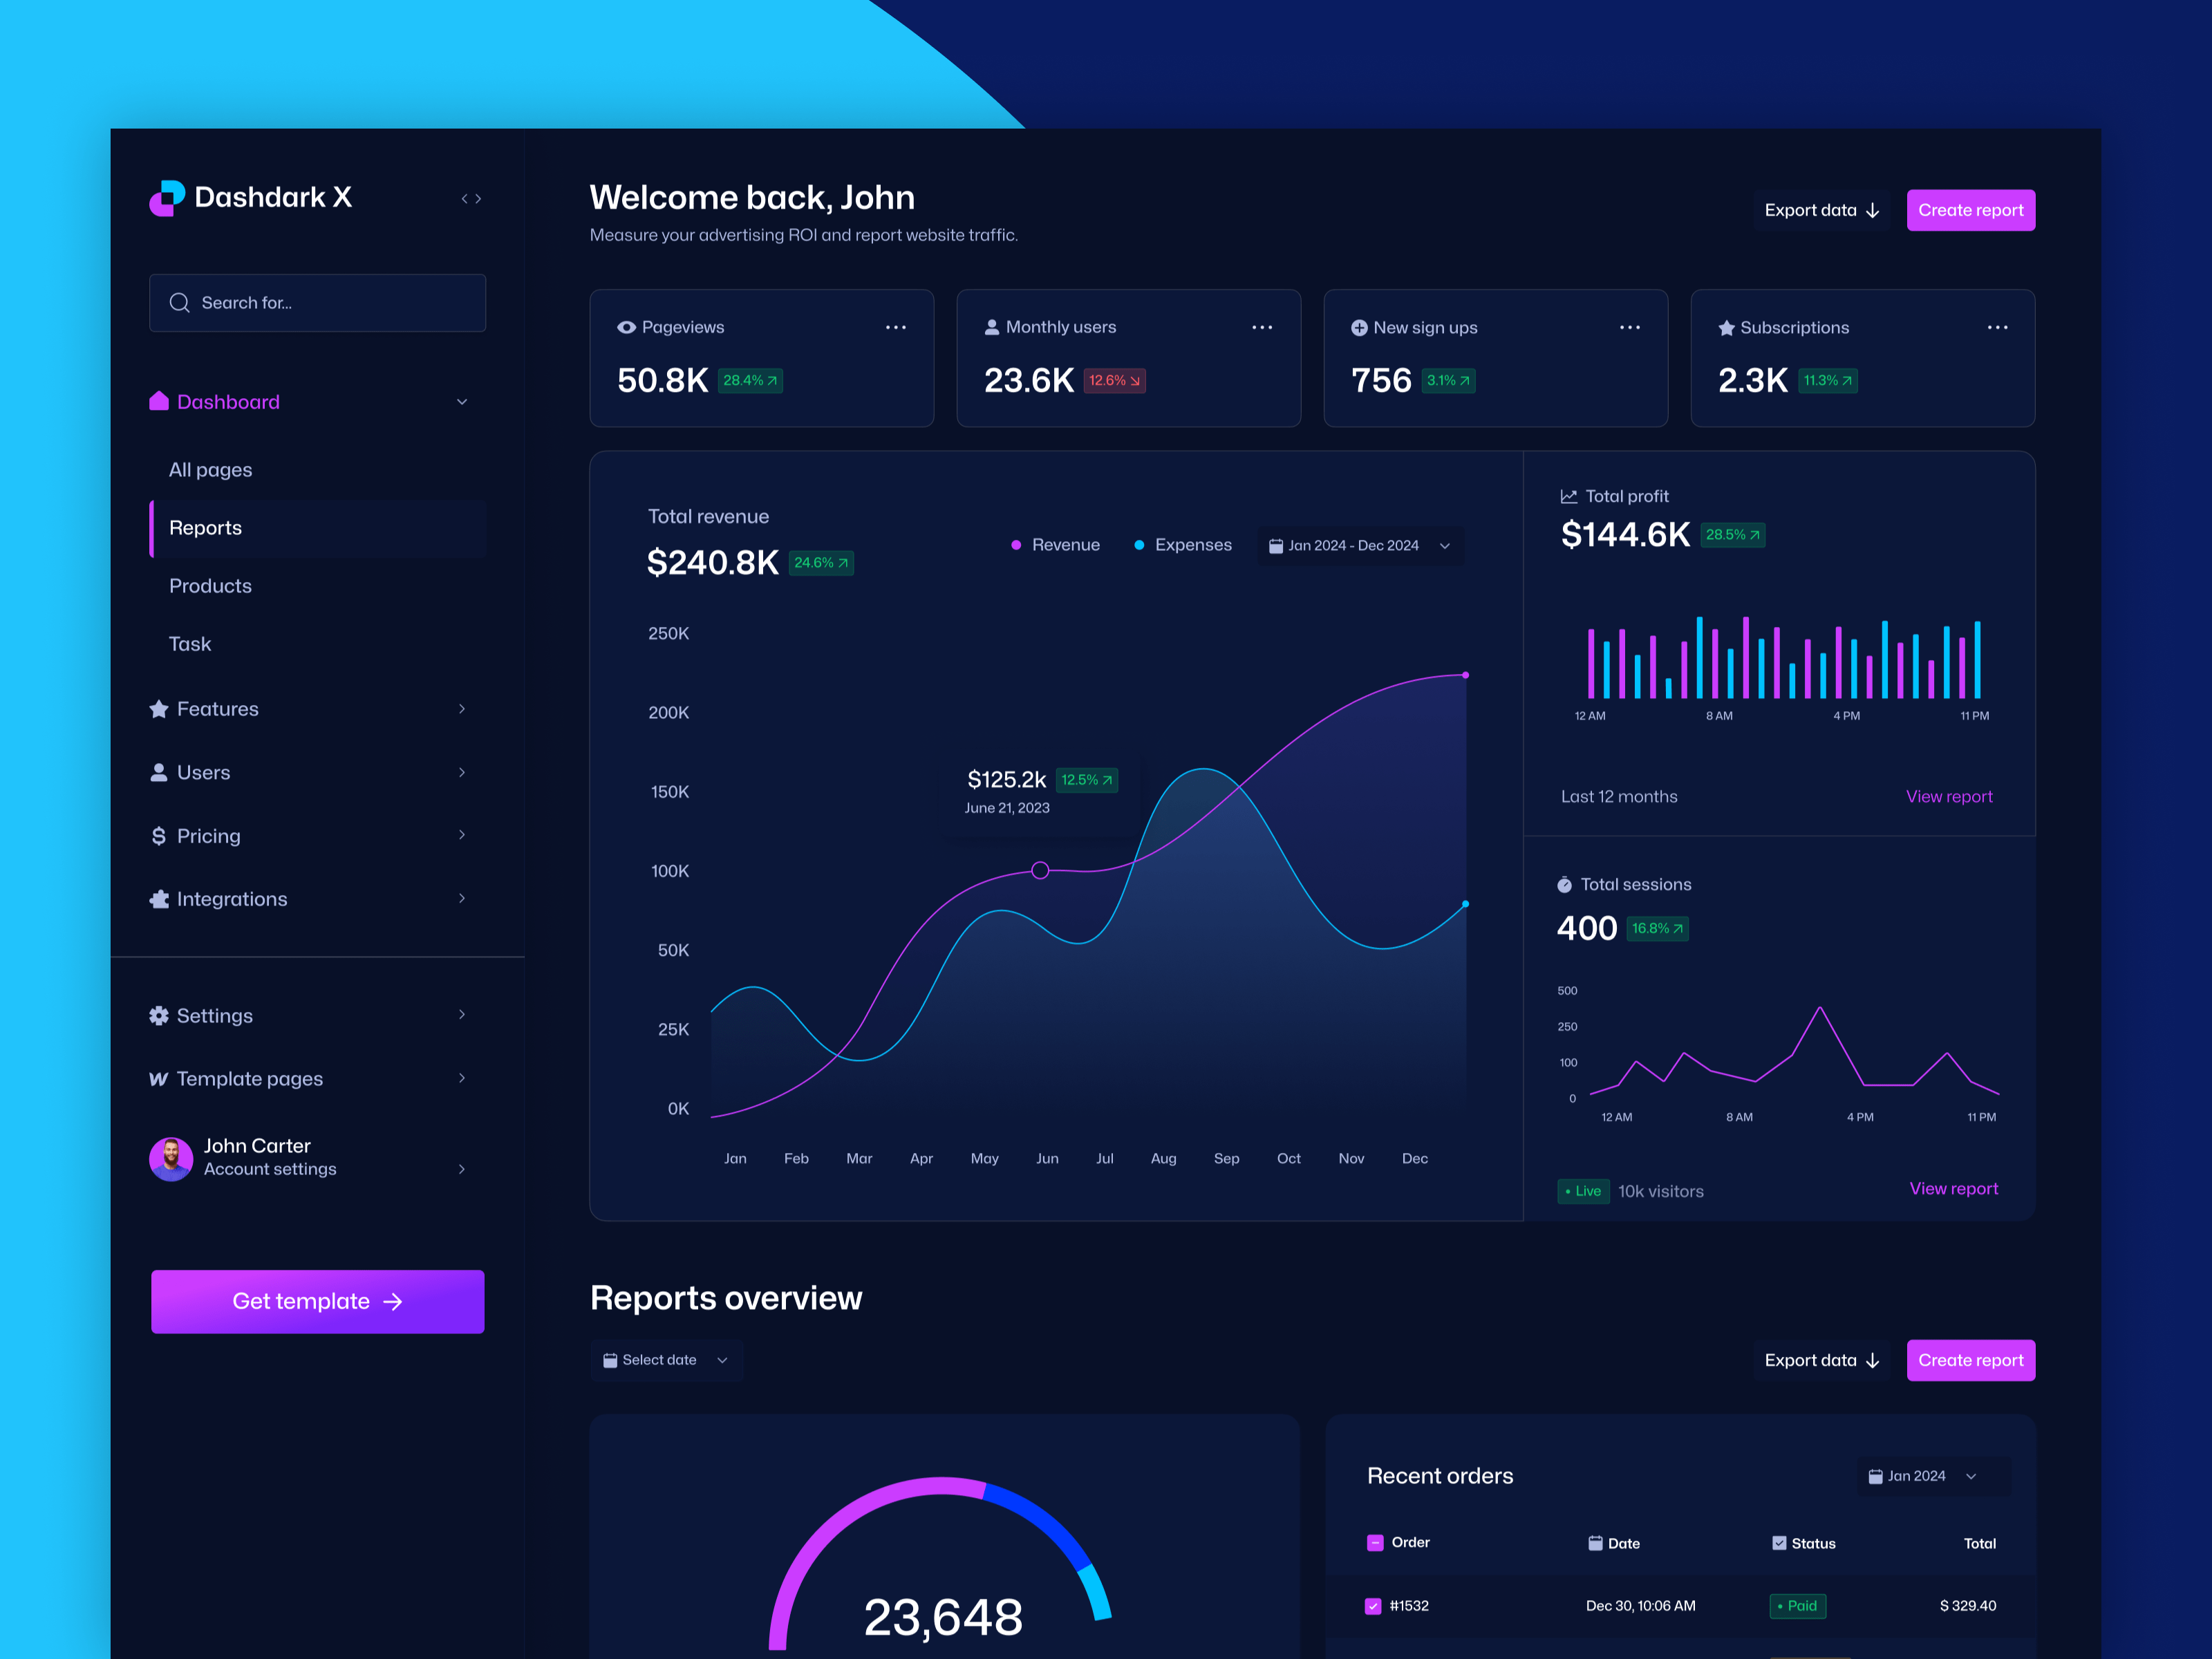 Dashdark X
Search for...
Dashboard
All pages
Reports
Products
Task
Features
Users
Pricing
Integrations
Settings
Template pages
John Carter
Account settings
Get template
Welcome back, John
Measure your advertising ROI and report website traffic.
Export data
Create report
Pageviews
50.8K 28.4%
Monthly users
23.6K 12.6%
New sign ups
756 3.1%
Subscriptions
2.3K 11.3%
Total revenue
$240.8K 24.6%
Revenue
Expenses
Jan 2024 - Dec 2024
250K
200K
150K
100K
50K
25K
0K
$125.2k 12.5%
June 21, 2023
Jan Feb Mar Apr May Jun Jul Aug Sep Oct Nov Dec
Total profit
$144.6K 28.5%
12 AM 8 AM 4 PM 11 PM
Last 12 months
View report
Total sessions
400 16.8%
500
250
100
0
12 AM 8 AM 4 PM 11 PM
Live 10k visitors
View report
Reports overview
Select date
Export data
Create report
23,648
Recent orders
Jan 2024
Order Date Status Total
#1532 Dec 30, 10:06 AM Paid $ 329.40